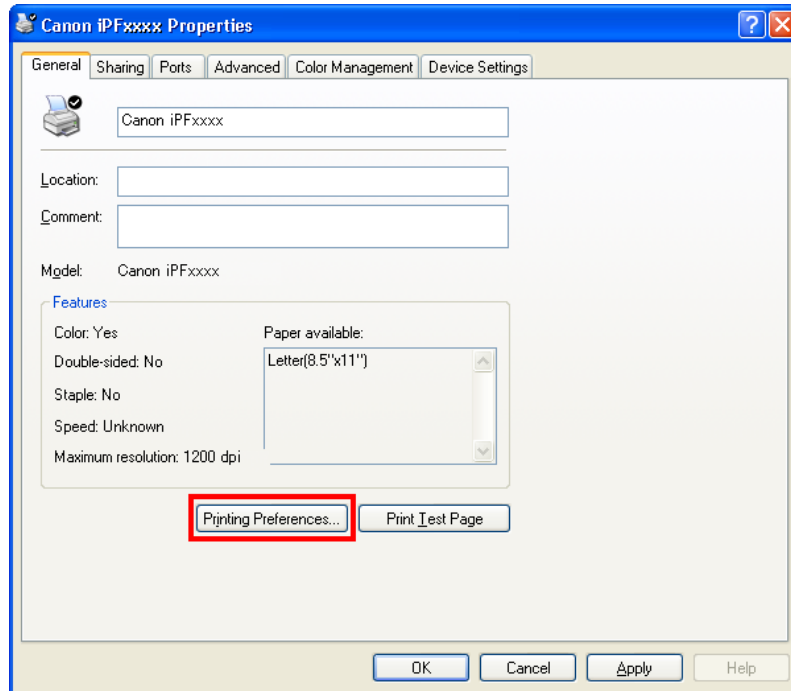 Canon iPFxxxx Properties
General Sharing Ports Advanced Color Management Device Settings
Canon iPFxxxx
Location:
Comment:
Model: Canon iPFxxxx
Features
Color: Yes Paper available:
Double-sided: No Letter(8.5"x11")
Staple: No
Speed: Unknown
Maximum resolution: 1200 dpi
Printing Preferences... Print Test Page
OK Cancel Apply Help